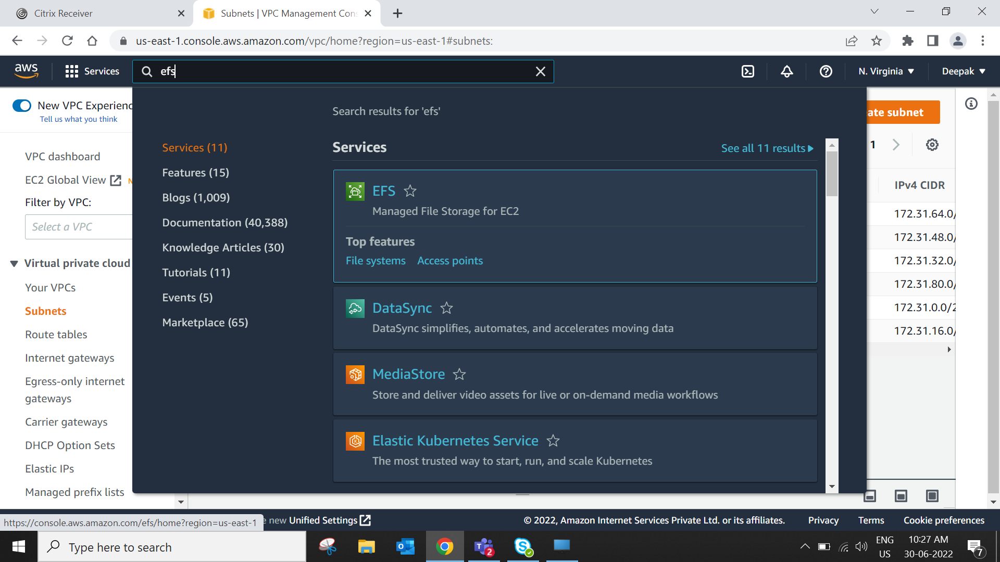 Citrix Receiver
Subnets | VPC Management Cons
us-east-1.console.aws.amazon.com/vpc/home?region=us-east-1#subnets:
aws
Services
efs
N. Virginia
Deepak
New VPC Experienc
Tell us what you think
VPC dashboard
EC2 Global View
N
Filter by VPC:
Select a VPC
Virtual private cloud
Your VPCs
Subnets
Route tables
Internet gateways
Egress-only internet
gateways
Carrier gateways
DHCP Option Sets
Elastic IPs
Managed prefix lists
Search results for 'efs'
Services (11)
Features (15)
Blogs (1,009)
Documentation (40,388)
Knowledge Articles (30)
Tutorials (11)
Events (5)
Marketplace (65)
Services
See all 11 results
EFS
Managed File Storage for EC2
Top features
File systems Access points
DataSync
DataSync simplifies, automates, and accelerates moving data
MediaStore
Store and deliver video assets for live or on-demand media workflows
Elastic Kubernetes Service
The most trusted way to start, run, and scale Kubernetes
ate subnet
1
IPv4 CIDR
172.31.64.0/
172.31.48.0/
172.31.32.0/
172.31.80.0/
172.31.0.0/2
172.31.16.0/
https://console.aws.amazon.com/efs/home?region=us-east-1
e new Unified Settings
© 2022, Amazon Internet Services Private Ltd. or its affiliates.
Privacy
Terms
Cookie preferences
Type here to search
T
2
S
ENG
US
10:27 AM
30-06-2022
7